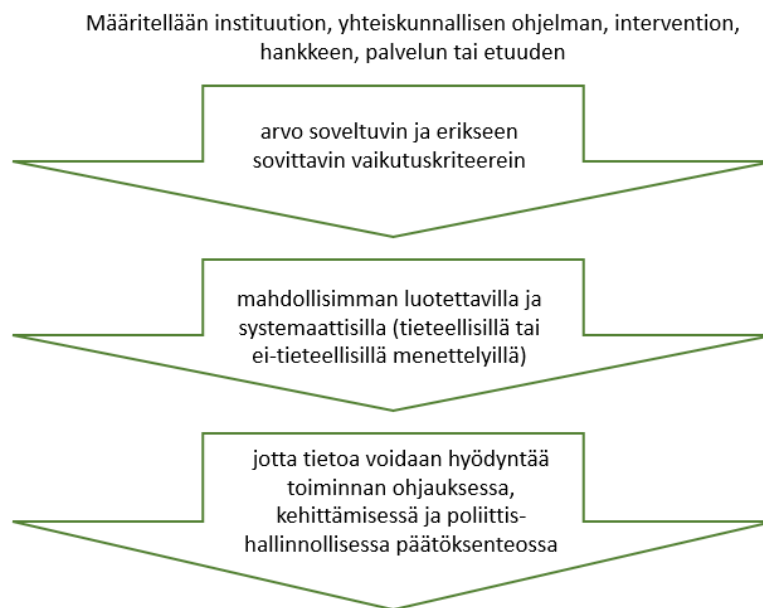 Määritellään instituution, yhteiskunnallisen ohjelman, intervention,
hankkeen, palvelun tai etuuden
arvo soveltuvin ja erikseen
sovittavin vaikutuskriteerein
mahdollisimman luotettavilla ja
systemaattisilla (tieteellisillä tai
ei-tieteellisillä menettelyillä)
jotta tietoa voidaan hyödyntää
toiminnan ohjauksessa,
kehittämisessä ja poliittis-
hallinnollisessa päätöksenteossa